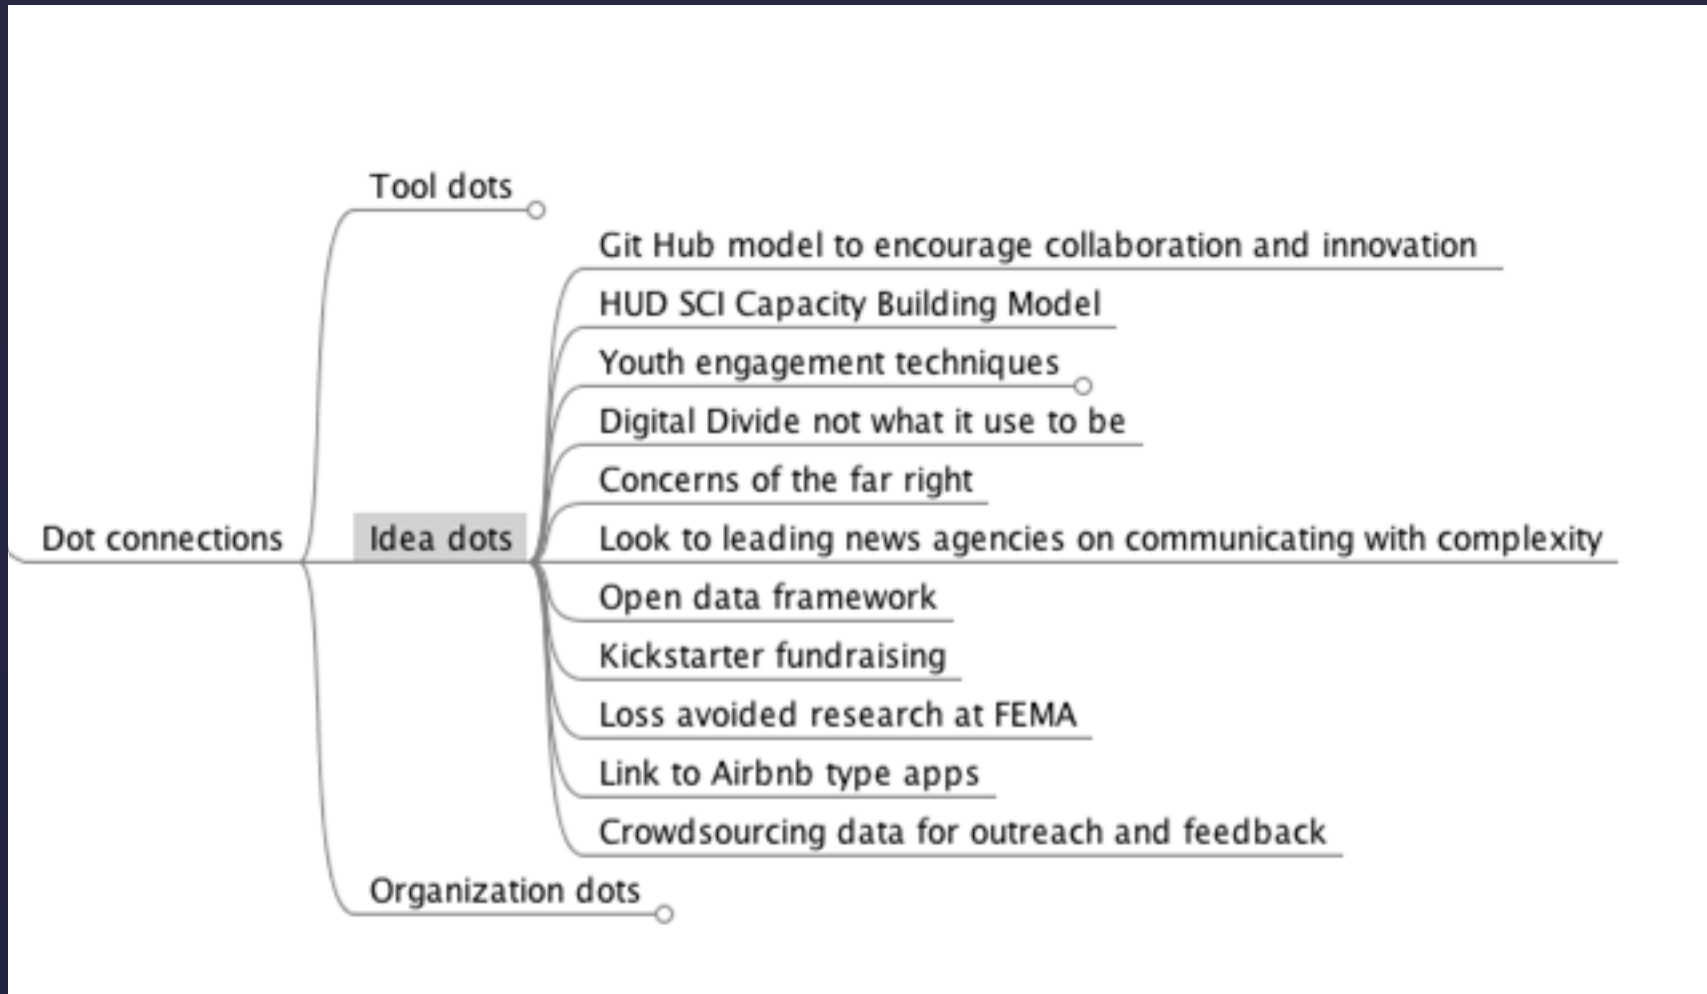 Tool dots
Git Hub model to encourage collaboration and innovation
HUD SCI Capacity Building Model
Youth engagement techniques
Digital Divide not what it use to be
Concerns of the far right
Dot connections
Idea dots
Look to leading news agencies on communicating with complexity
Open data framework
Kickstarter fundraising
Loss avoided research at FEMA
Link to Airbnb type apps
Crowdsourcing data for outreach and feedback
Organization dots